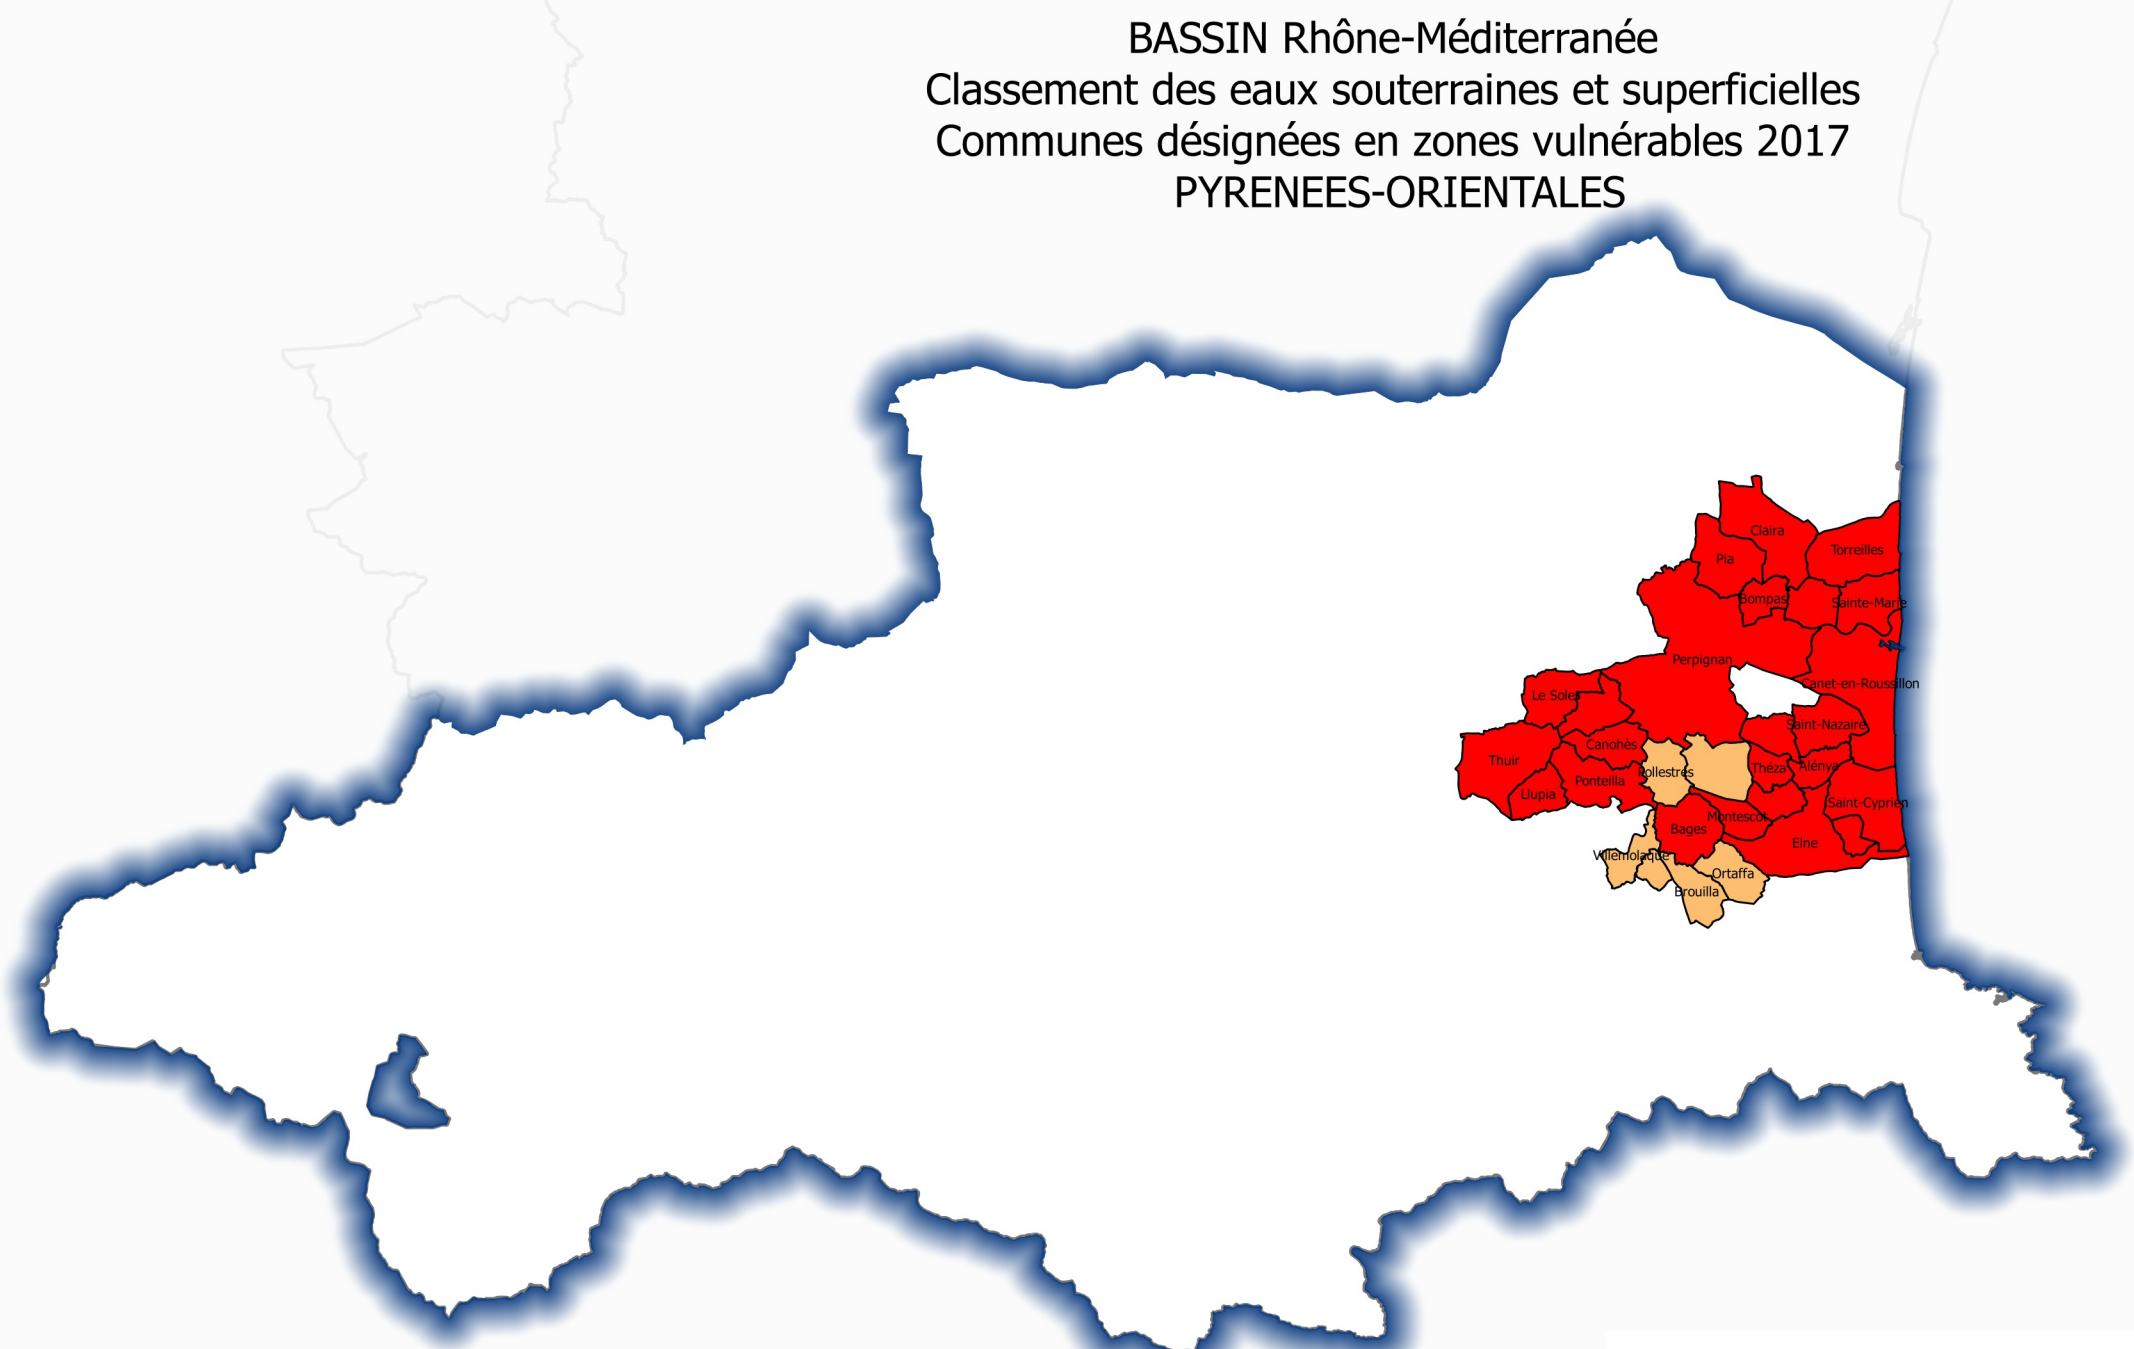 BASSIN Rhône-Méditerranée
Classement des eaux souterraines et superficielles
Communes désignées en zones vulnérables 2017
PYRENEES-ORIENTALES
Claira
Torreilles
Pia
Bompas
Sainte-Marie
Perpignan
Canet-en-Roussillon
Le Soler
Saint-Nazaire
Canohès
Thuir
Pollestres
Théza
Alénya
Ponteilla
Llupia
Saint-Cyprien
Montescot
Bages
Elne
Villemolaque
Ortaffa
Brouilla